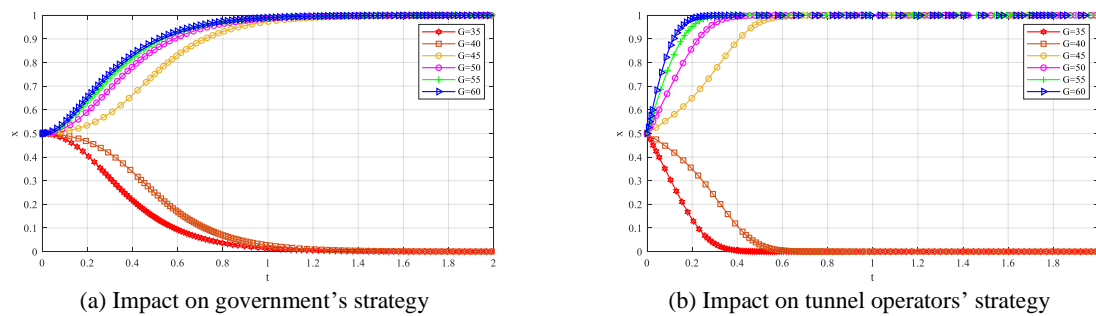 1
0.9
0.8
0.7
0.6
0.5
0.4
0.3
0.2
0.1
0
x
0 0.2 0.4 0.6 0.8 1 1.2 1.4 1.6 1.8 2
t
G=35
G=40
G=45
G=50
G=55
G=60
(a) Impact on government's strategy
1
0.9
0.8
0.7
0.6
0.5
0.4
0.3
0.2
0.1
0
x
0 0.2 0.4 0.6 0.8 1 1.2 1.4 1.6 1.8
t
G=35
G=40
G=45
G=50
G=55
G=60
(b) Impact on tunnel operators' strategy